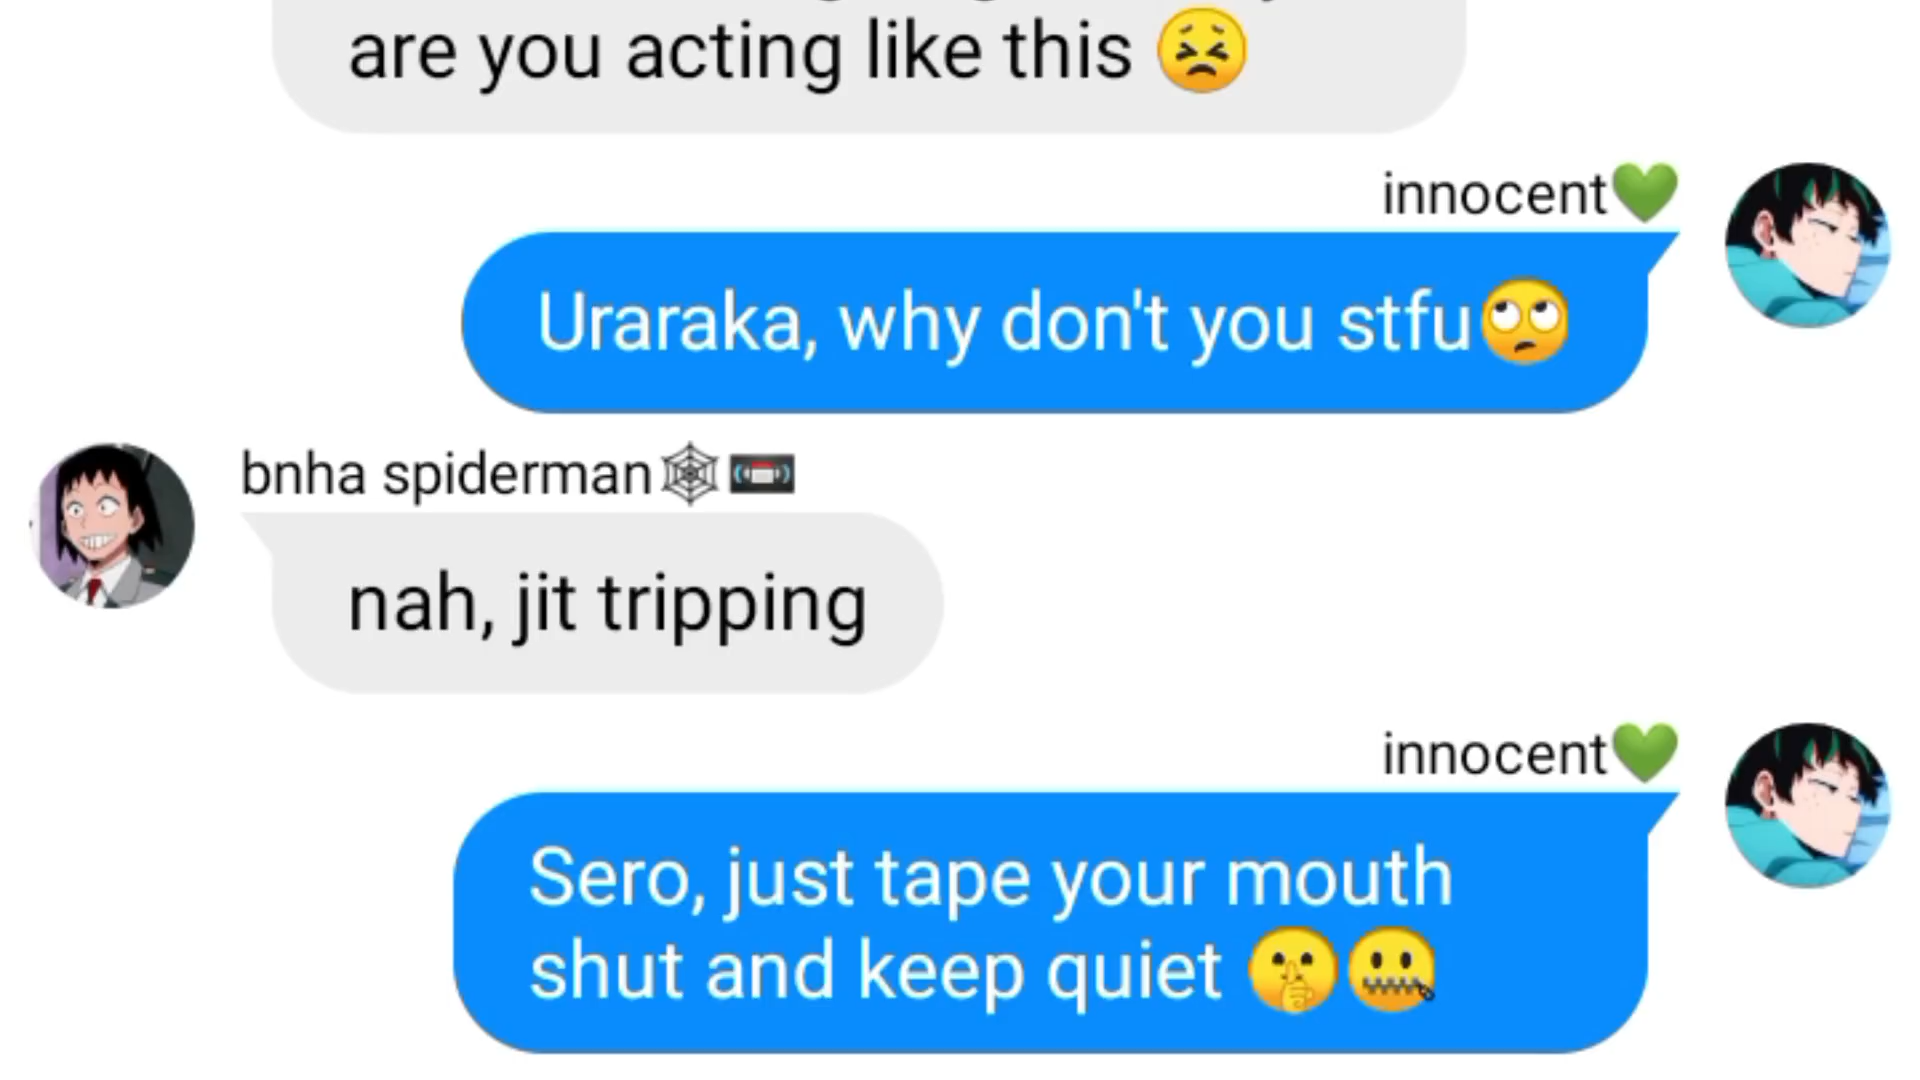 are you acting like this 😣
innocent💚
Uraraka, why don't you stfu🙄
bnha spiderman🕸📼
nah, jit tripping
innocent💚
Sero, just tape your mouth
shut and keep quiet 🤫🤐